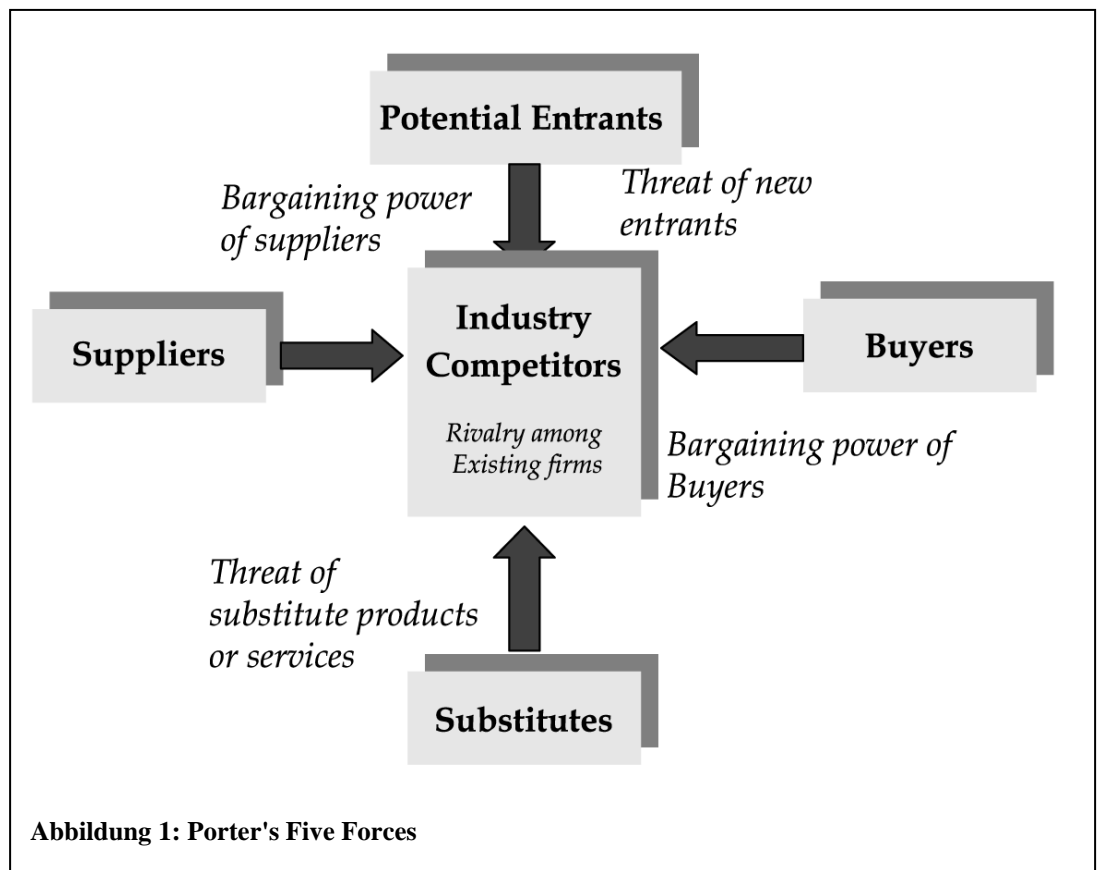 Potential Entrants
Bargaining power
of suppliers
Threat of new
entrants
Suppliers
Industry
Competitors
Rivalry among
Existing firms
Buyers
Bargaining power of
Buyers
Threat of
substitute products
or services
Substitutes
Abbildung 1: Porter's Five Forces